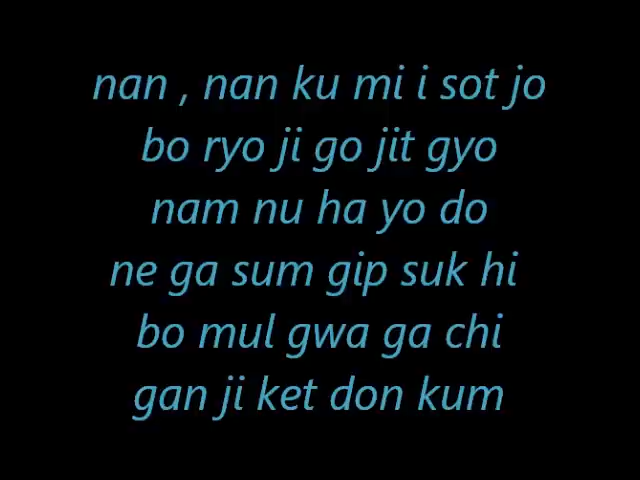 nan , nan ku mi i sot jo
bo ryo ji go jit gyo
nam nu ha yo do
ne ga sum gip suk hi
bo mul gwa ga chi
gan ji ket don kum